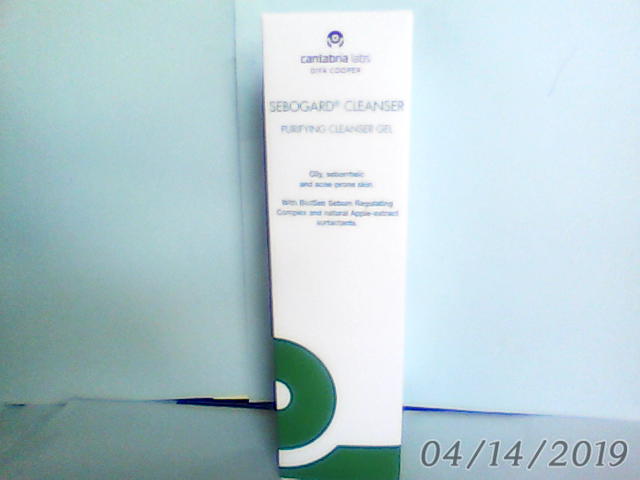 cantabria labs
DIFA COOPER
SEBOGARD® CLEANSER
PURIFYING CLEANSER GEL
Oily, seborrheic
and acne prone skin
With Sebum Regulating
Complex and natural Apple-extract
surfactants.
04/14/2019